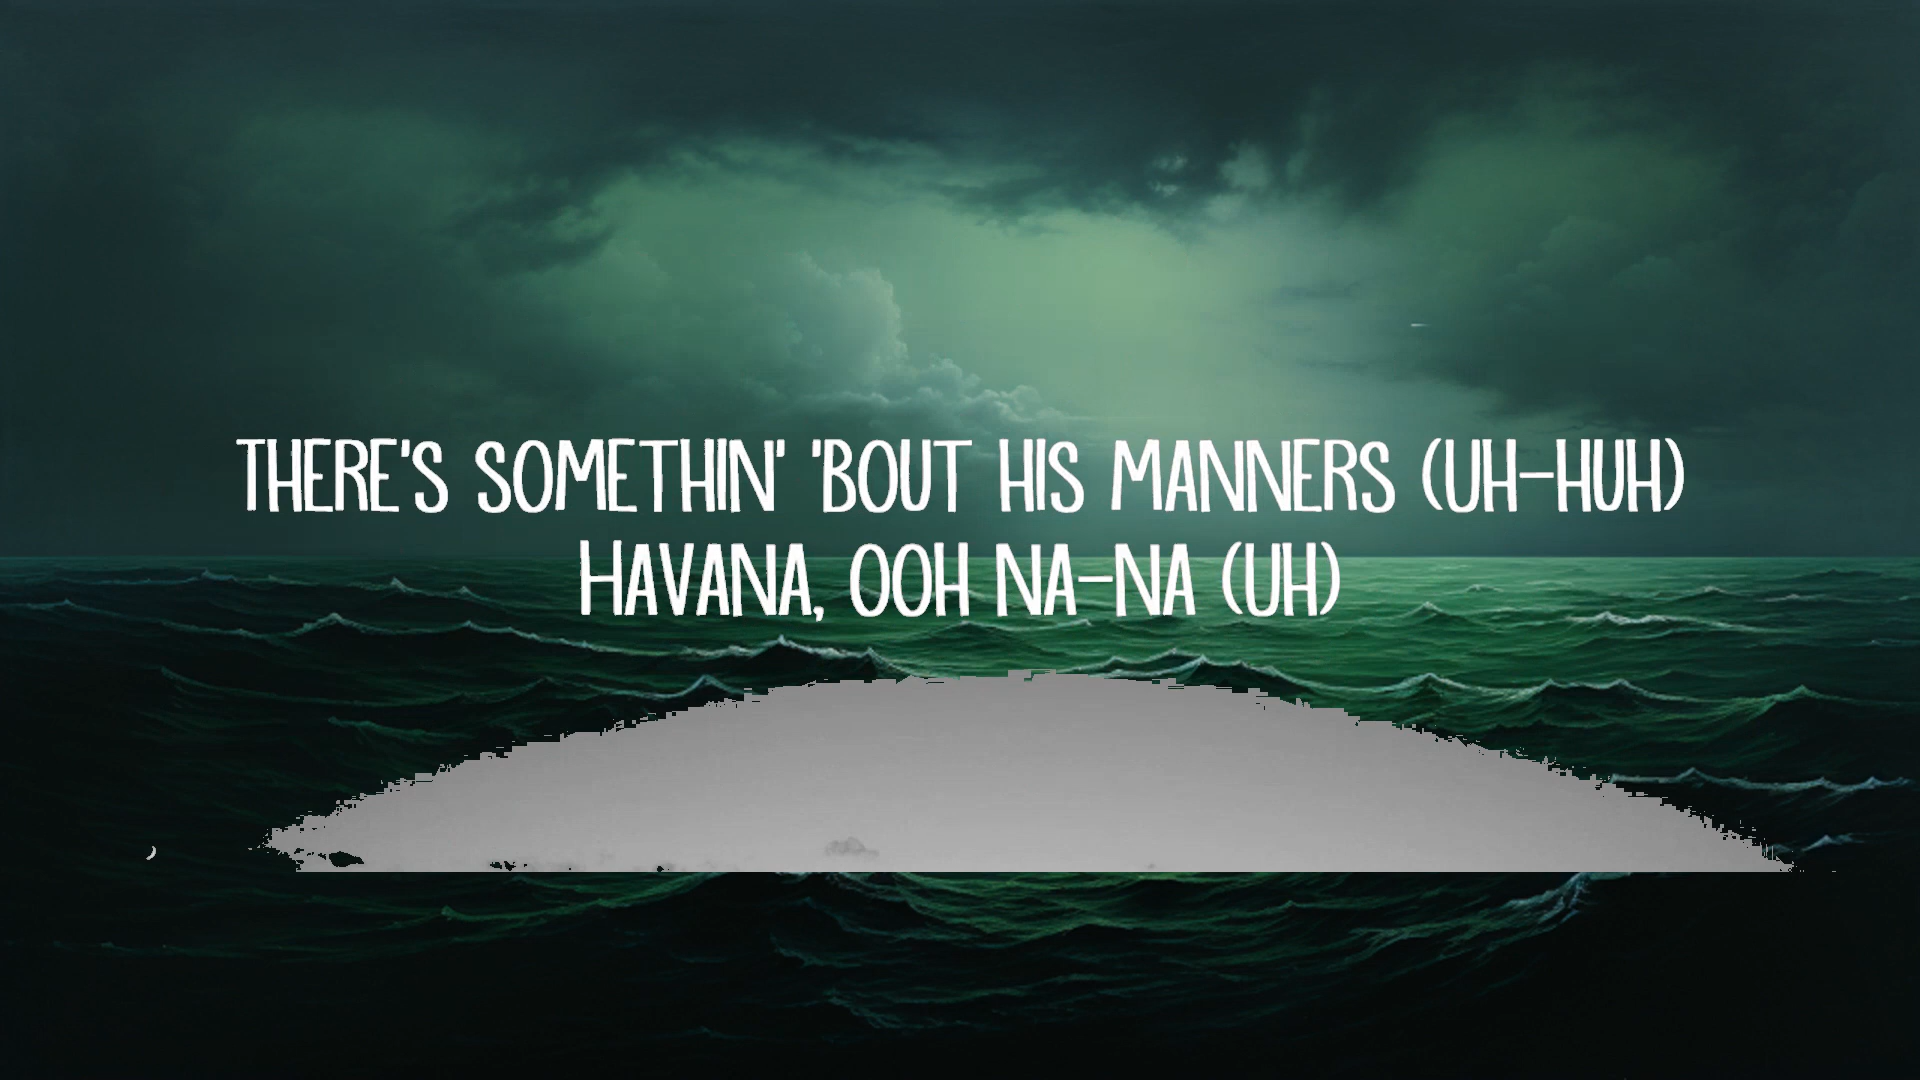 THERE'S SOMETHIN' 'BOUT HIS MANNERS (UH-HUH)
HAVANA, OOH NA-NA (UH)